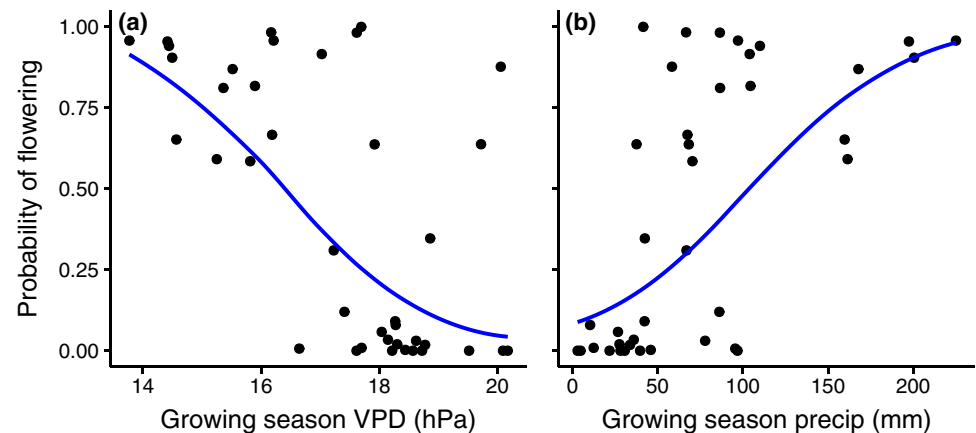 (a)
(b)
Probability of flowering
1.00
0.75
0.50
0.25
0.00
14 16 18 20
0 50 100 150 200
Growing season VPD (hPa)
Growing season precip (mm)